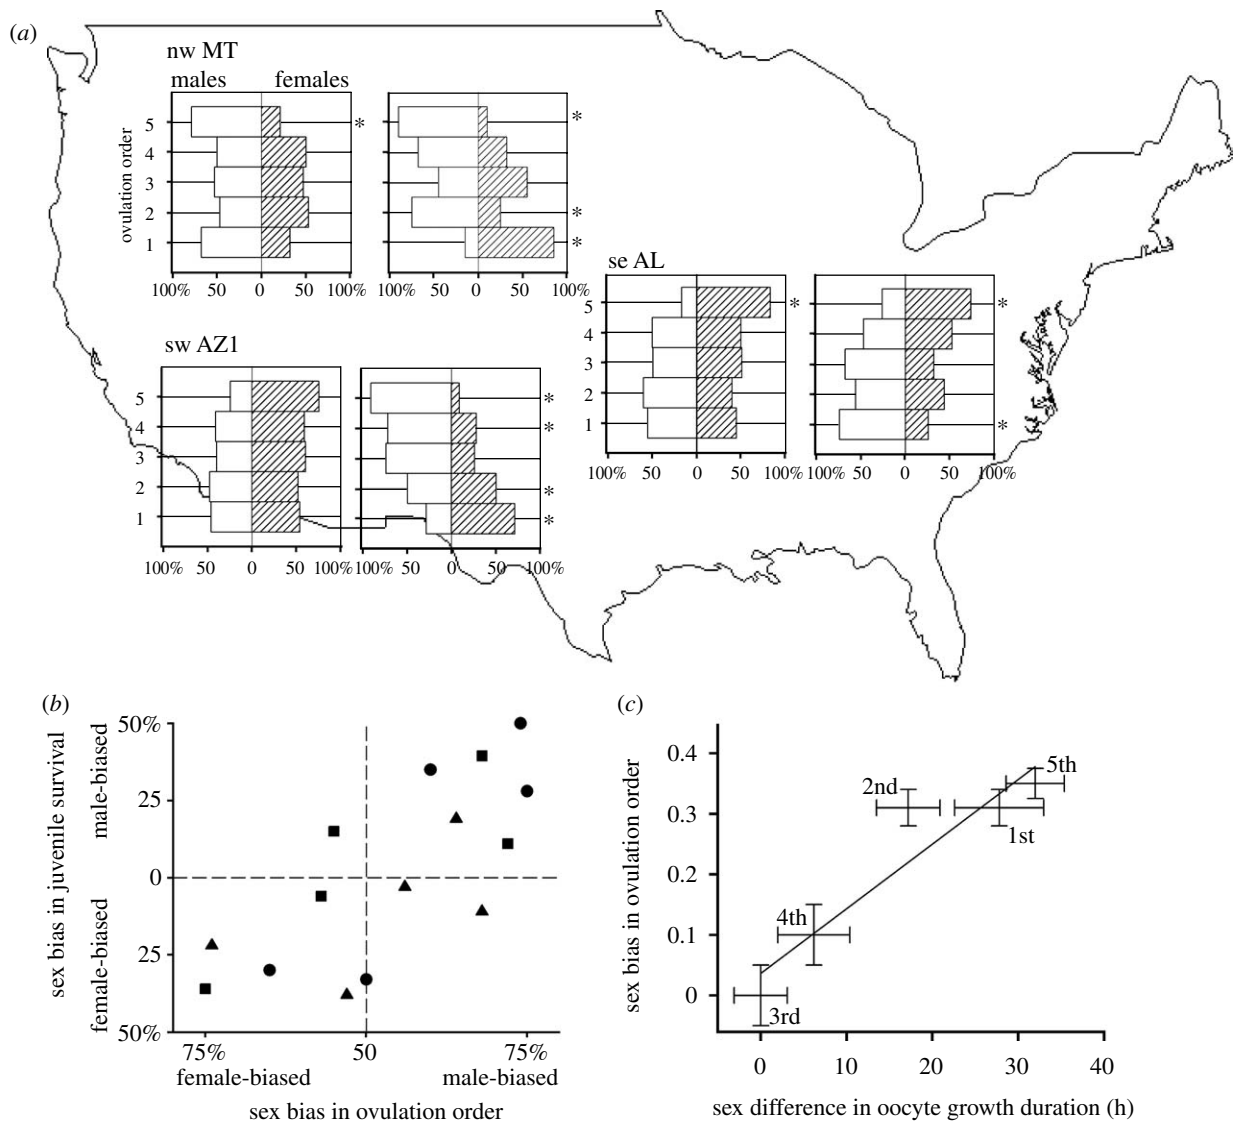 (a)
nw MT
males females
ovulation order
5
4
3
2
1
*
*
*
*
100% 50 0 50 100%
100% 50 0 50 100%
se AL
5
4
3
2
1
*
*
*
100% 50 0 50 100%
100% 50 0 50 100%
sw AZ1
5
4
3
2
1
*
*
*
*
100% 50 0 50 100%
100% 50 0 50 100%
(b)
sex bias in juvenile survival
female-biased male-biased
50%
25
0
25
50%
75% 50 75%
female-biased male-biased
sex bias in ovulation order
(c)
sex bias in ovulation order
0.4
0.3
0.2
0.1
0
5th
2nd
1st
4th
3rd
0 10 20 30 40
sex difference in oocyte growth duration (h)